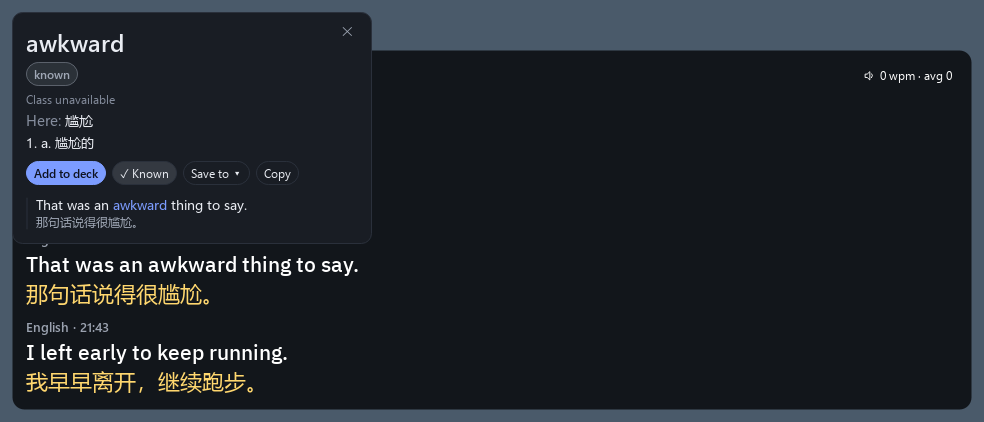 awkward
known
Class unavailable
Here: 尴尬
1. a. 尴尬的
Add to deck
✓ Known
Save to ▾
Copy
That was an awkward thing to say.
那句话说得很尴尬。
0 wpm · avg 0
That was an awkward thing to say.
那句话说得很尴尬。
English · 21:43
I left early to keep running.
我早早离开，继续跑步。